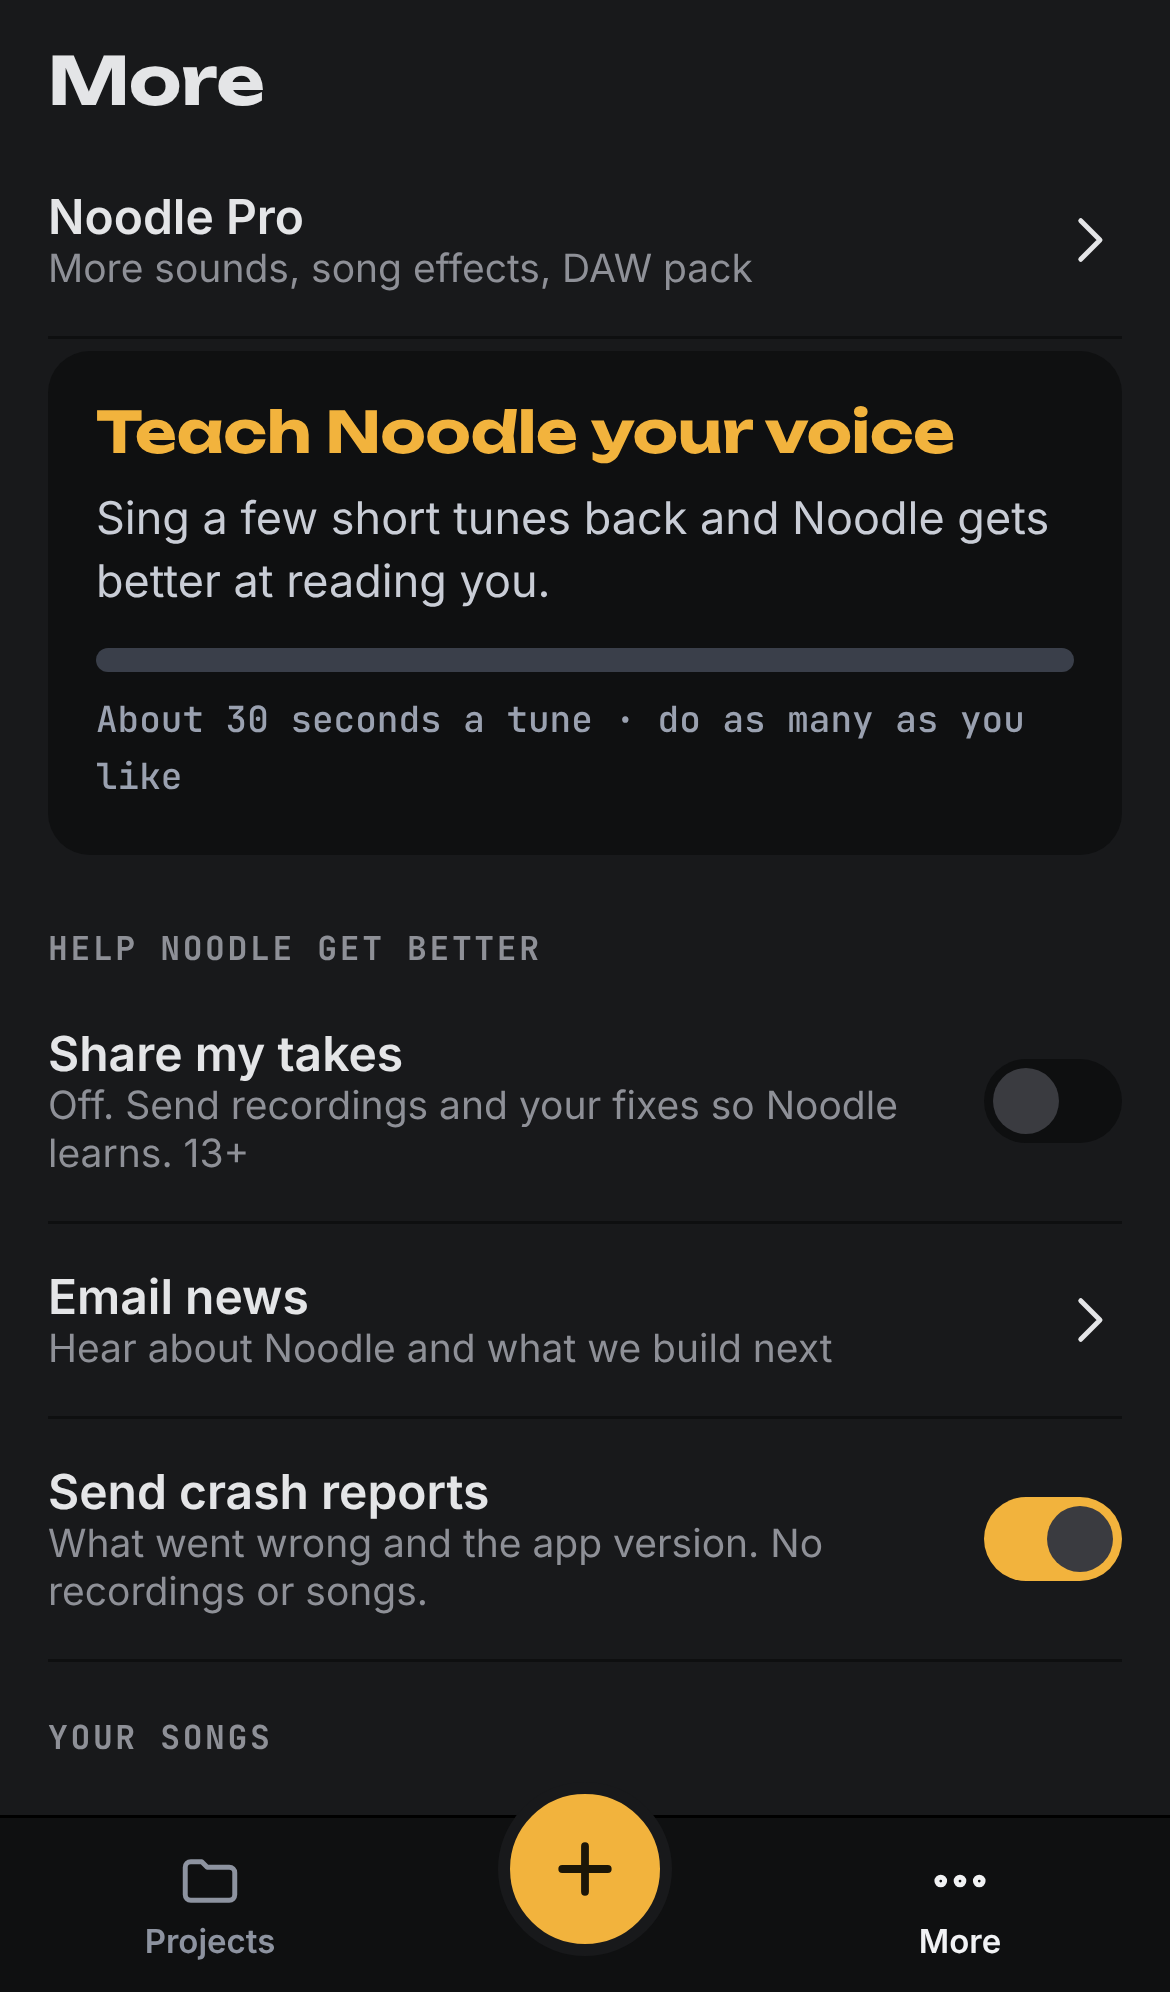 More
Noodle Pro
More sounds, song effects, DAW pack
Teach Noodle your voice
Sing a few short tunes back and Noodle gets
better at reading you.
About 30 seconds a tune · do as many as you
like
HELP NOODLE GET BETTER
Share my takes
Off. Send recordings and your fixes so Noodle
learns. 13+
Email news
Hear about Noodle and what we build next
Send crash reports
What went wrong and the app version. No
recordings or songs.
YOUR SONGS
Projects
More